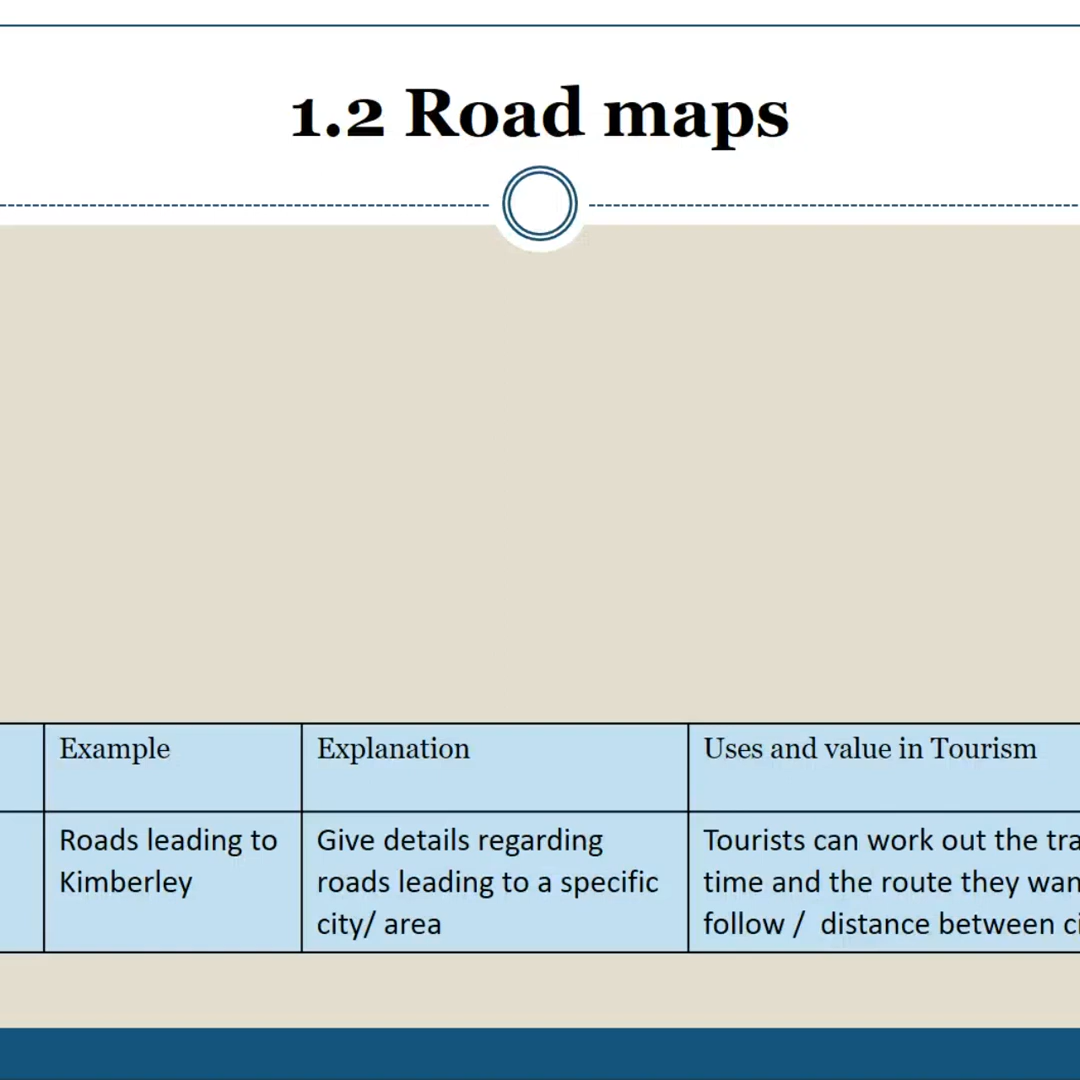 1.2 Road maps
Example
Explanation
Uses and value in Tourism
Roads leading to
Kimberley
Give details regarding
roads leading to a specific
city/ area
Tourists can work out the
time and the route they
follow / distance between